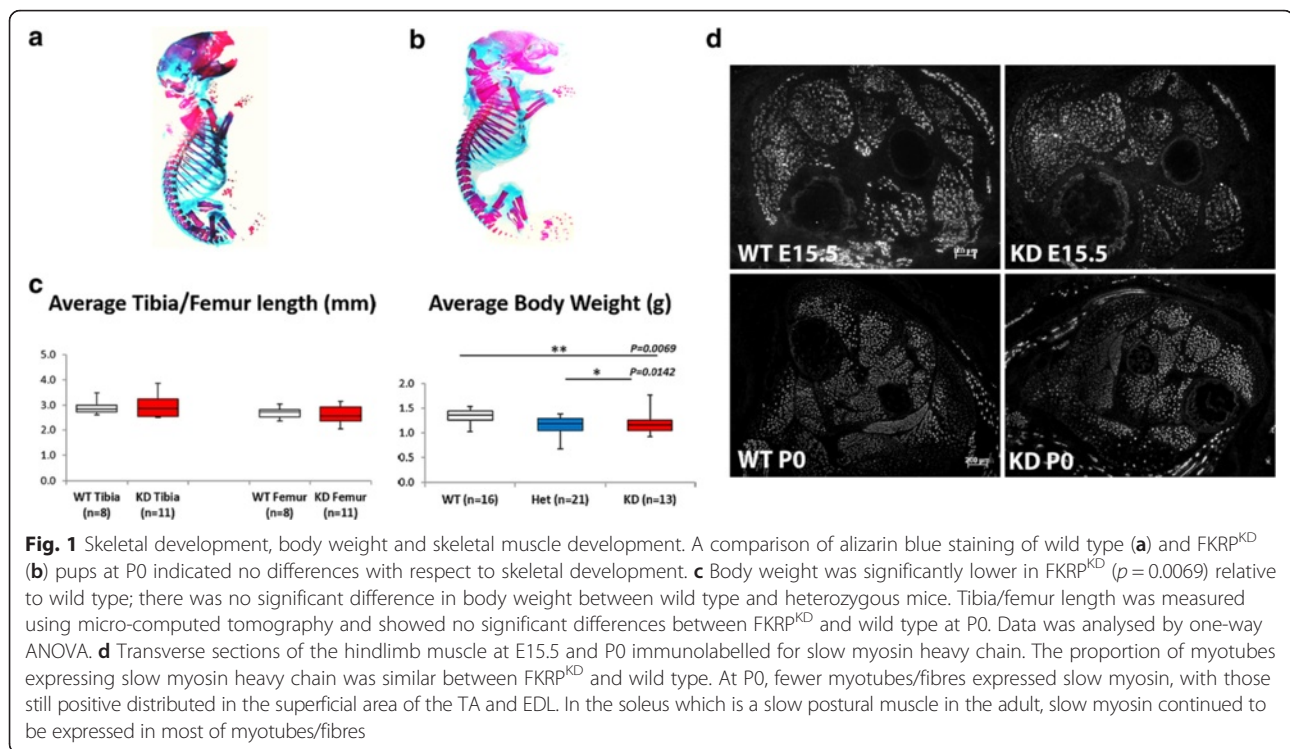 a
b
d
WT E15.5
KD E15.5
WT P0
200 µm
KD P0
c
Average Tibia/Femur length (mm)
5.0
4.0
3.0
2.0
1.0
0.0
WT Tibia
(n=8)
KD Tibia
(n=11)
WT Femur
(n=8)
KD Femur
(n=11)
Average Body Weight (g)
** P=0.0069
* P=0.0142
2.0
1.5
1.0
0.5
0.0
WT (n=16)
Het (n=21)
KD (n=13)
Fig. 1 Skeletal development, body weight and skeletal muscle development. A comparison of alizarin blue staining of wild type (a) and FKRPKD
(b) pups at P0 indicated no differences with respect to skeletal development. c Body weight was significantly lower in FKRPKD (p = 0.0069) relative
to wild type; there was no significant difference in body weight between wild type and heterozygous mice. Tibia/femur length was measured
using micro-computed tomography and showed no significant differences between FKRPKD and wild type at P0. Data was analysed by one-way
ANOVA. d Transverse sections of the hindlimb muscle at E15.5 and P0 immunolabelled for slow myosin heavy chain. The proportion of myotubes
expressing slow myosin heavy chain was similar between FKRPKD and wild type. At P0, fewer myotubes/fibres expressed slow myosin, with those
still positive distributed in the superficial area of the TA and EDL. In the soleus which is a slow postural muscle in the adult, slow myosin continued to
be expressed in most of myotubes/fibres